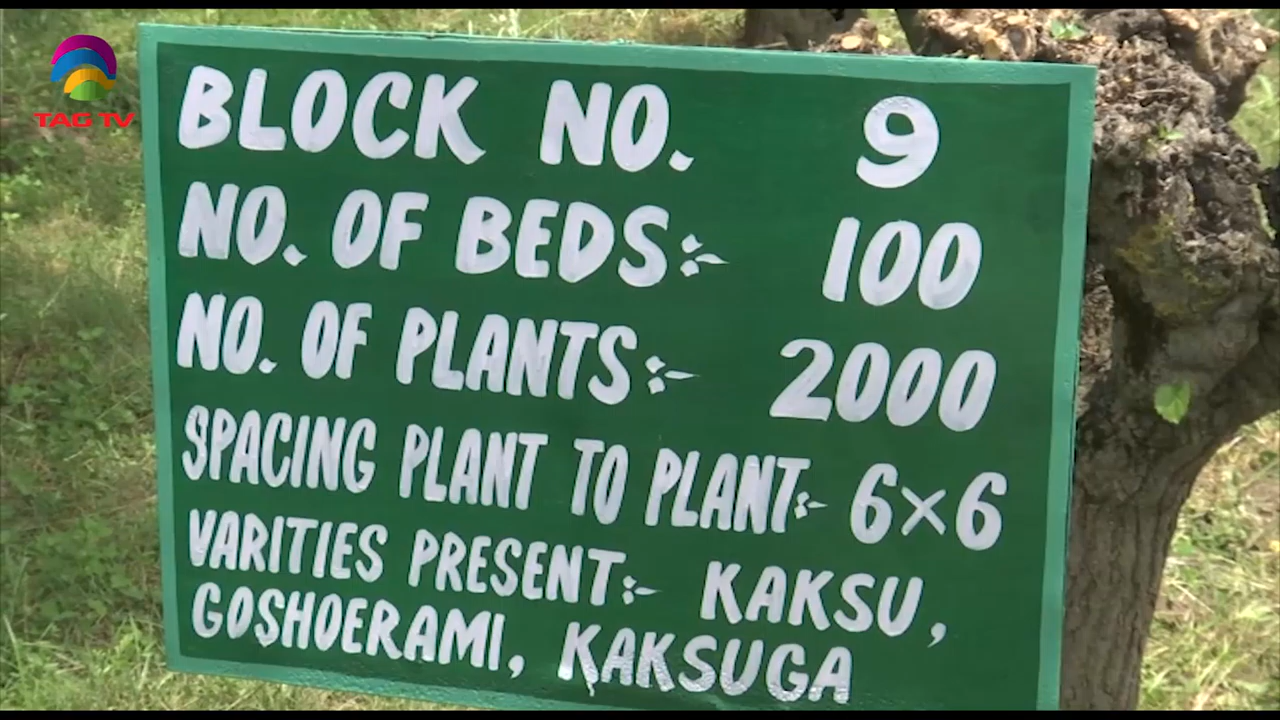 TAG TV
BLOCK NO. 9
NO. OF BEDS:- 100
NO. OF PLANTS:- 2000
SPACING PLANT TO PLANT:- 6×6
VARITIES PRESENT:- KAKSU,
GOSHOERAMI, KAKSUGA